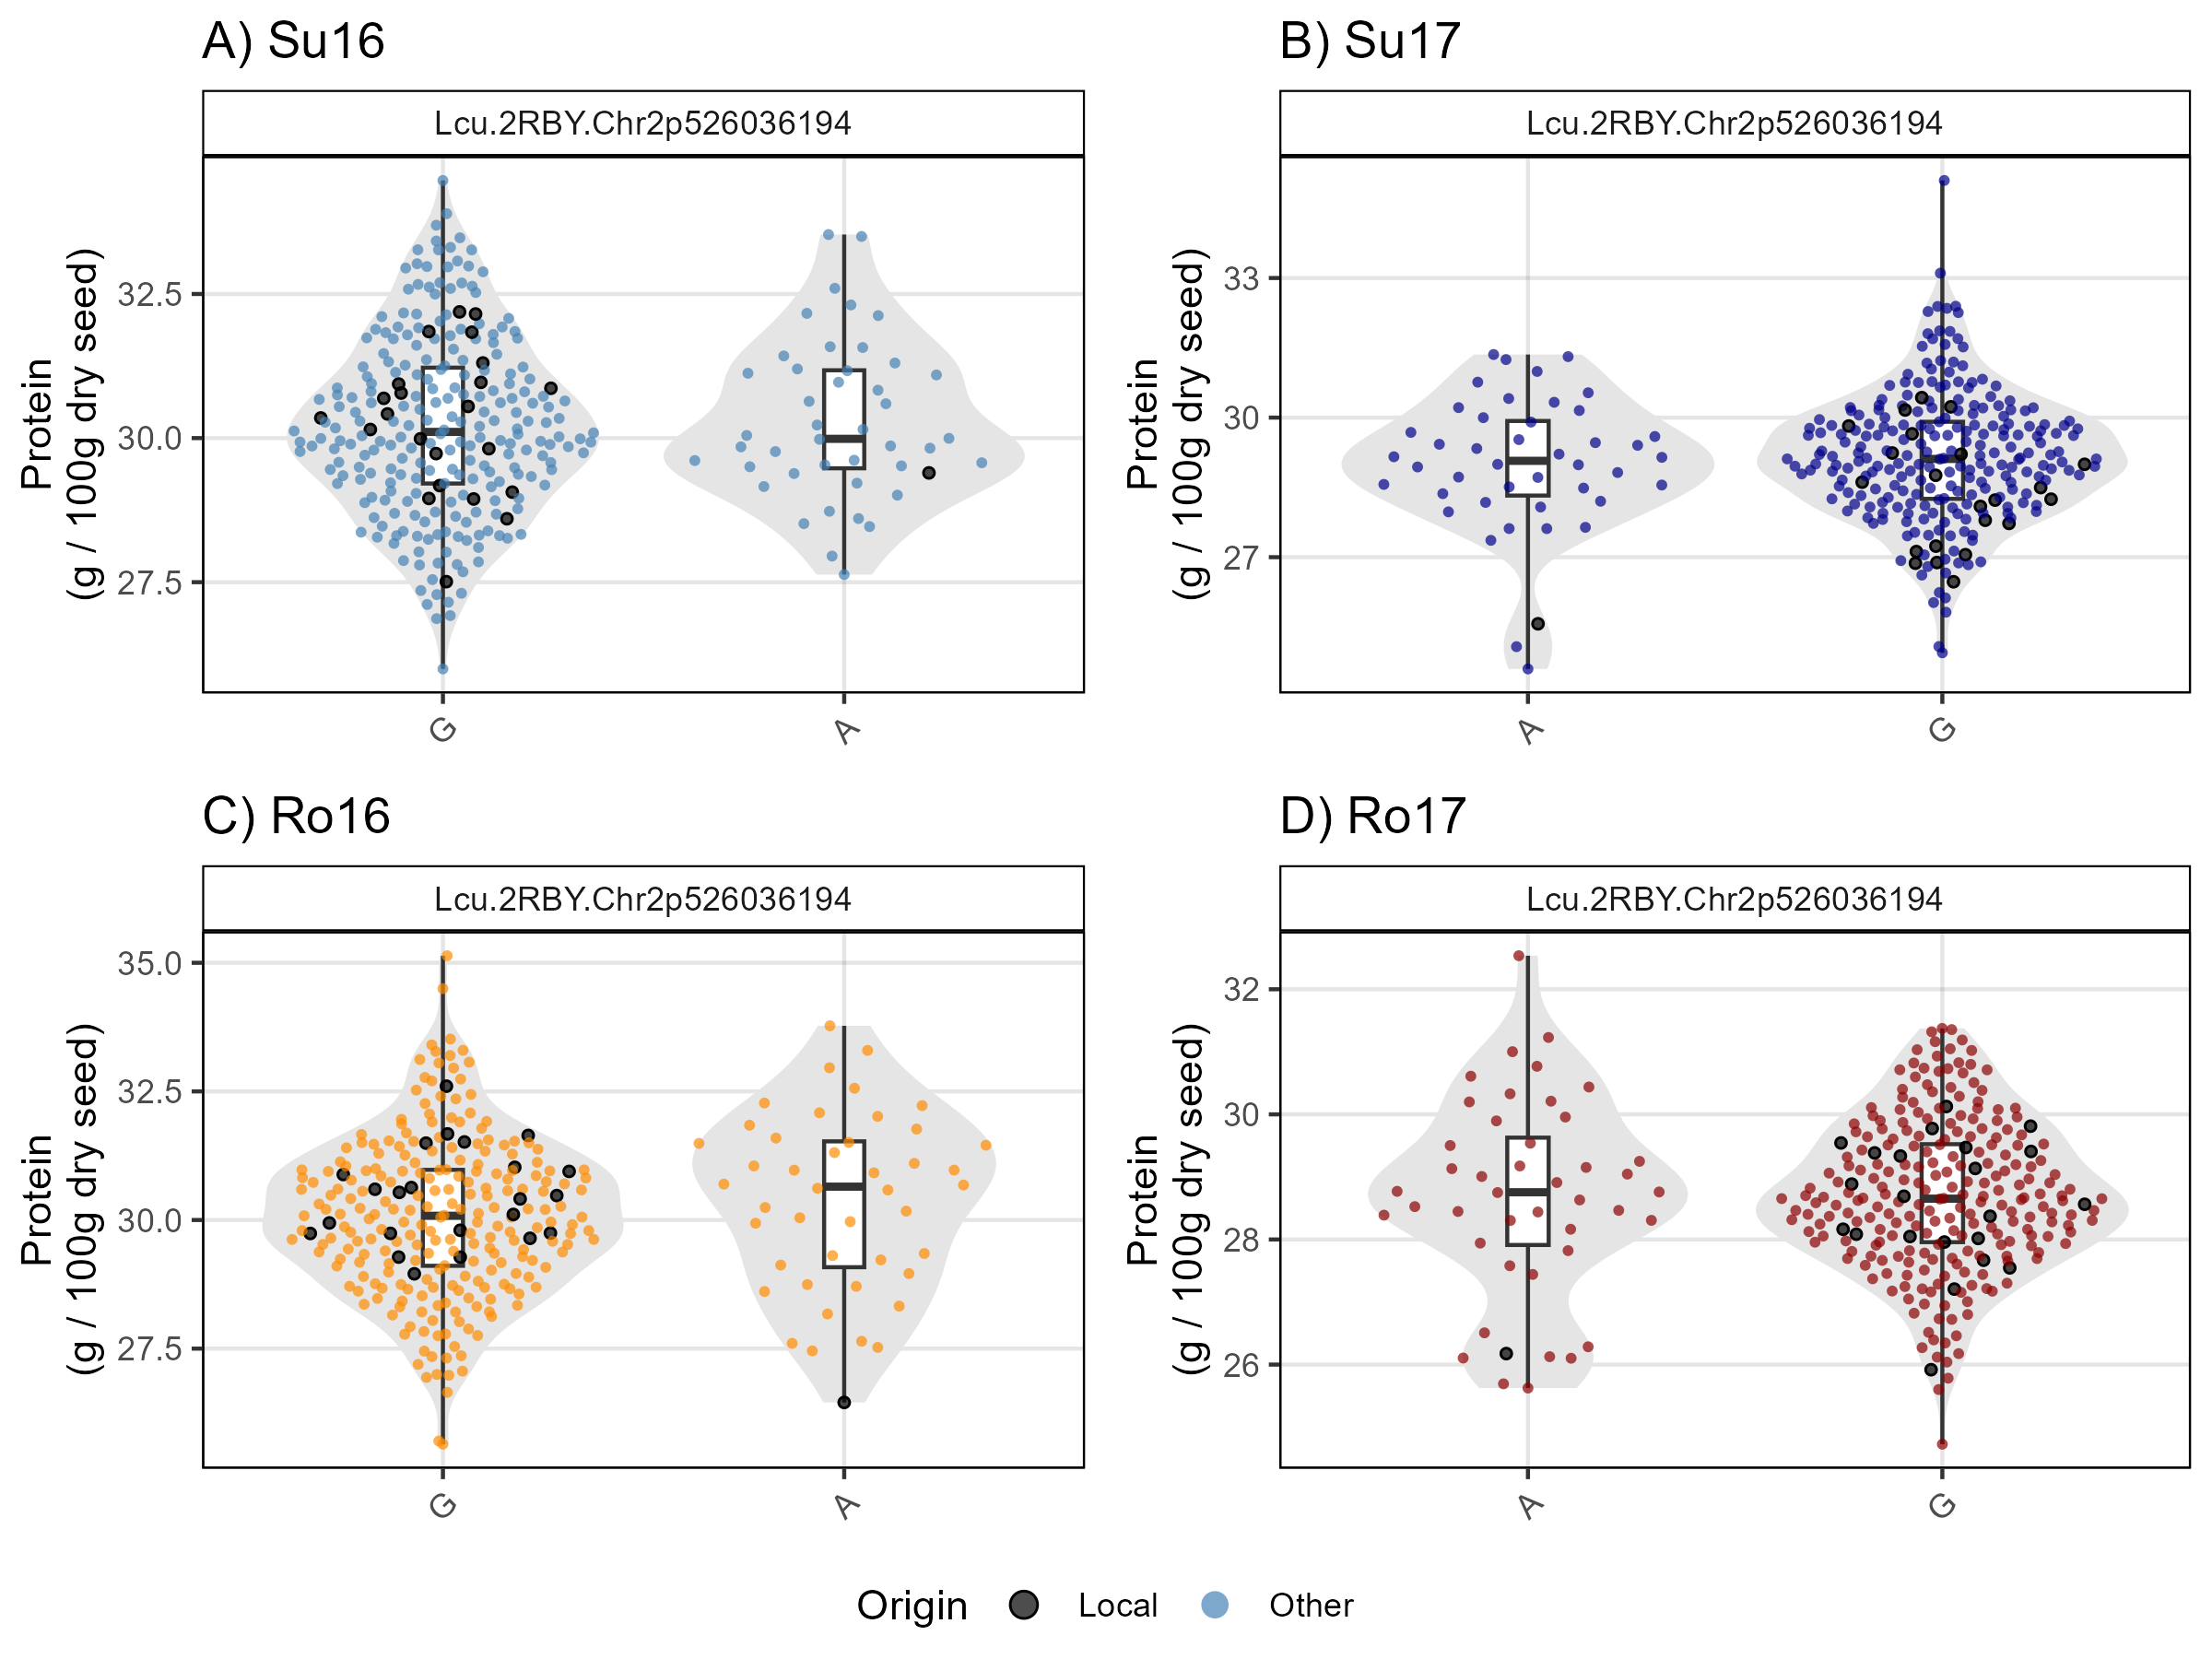 A) Su16
Lcu.2RBY.Chr2p526036194
Protein
(g / 100g dry seed)
32.5
30.0
27.5
G
A
B) Su17
Lcu.2RBY.Chr2p526036194
Protein
(g / 100g dry seed)
33
30
27
A
G
C) Ro16
Lcu.2RBY.Chr2p526036194
Protein
(g / 100g dry seed)
35.0
32.5
30.0
27.5
G
A
D) Ro17
Lcu.2RBY.Chr2p526036194
Protein
(g / 100g dry seed)
32
30
28
26
A
G
Origin Local Other